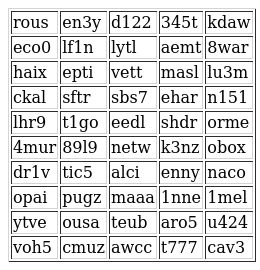 rous en3y d122 345t kdaw
eco0 lf1n lytl aemt 8war
haix epti vett masl lu3m
ckal sftr sbs7 ehar n151
lhr9 t1go eedl shdr orme
4mur 89l9 netw k3nz obox
dr1v tic5 alci enny naco
opai pugz maaa 1nne 1mel
ytve ousa teub aro5 u424
voh5 cmuz awcc t777 cav3